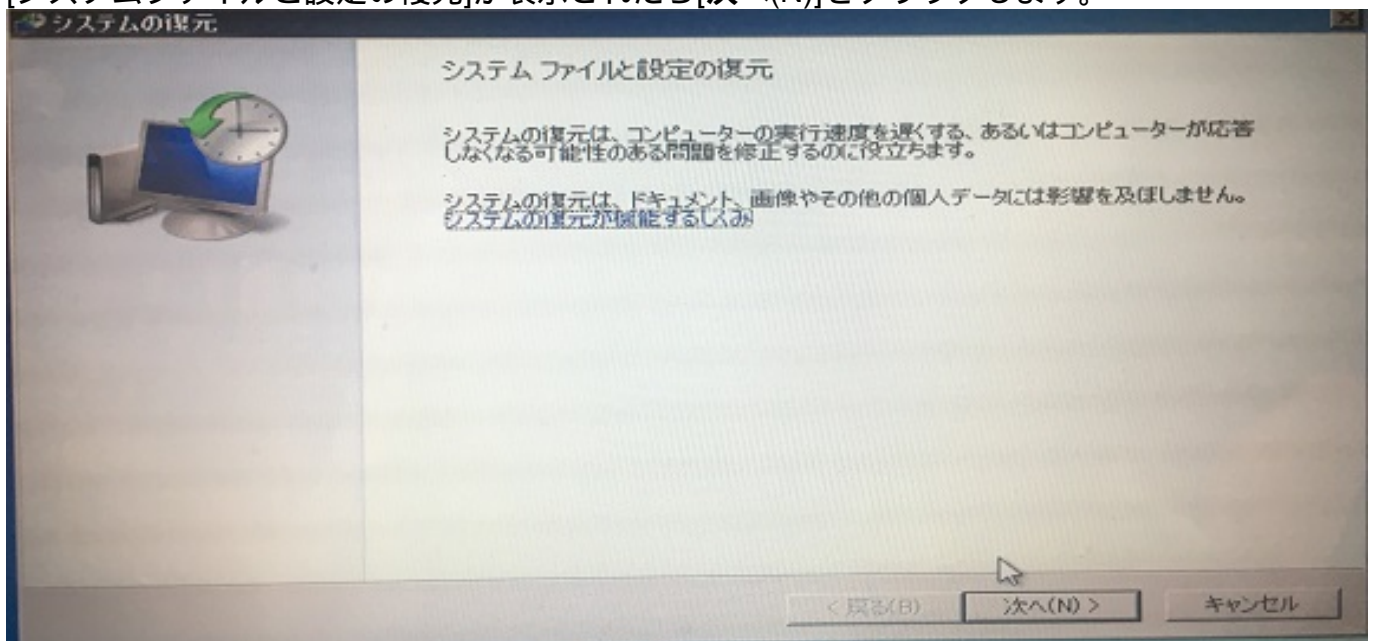 [システムファイルと設定の復元]が表示されたら[次へ(N)]をクリックします。
システムの復元
システム ファイルと設定の復元
システムの復元は、コンピューターの実行速度を遅くする、あるいはコンピューターが応答
しなくなる可能性のある問題を修正するのに役立ちます。
システムの復元は、ドキュメント、画像やその他の個人データには影響を及ぼしません。
システムの復元が機能するしくみ
< 戻る(B)
次へ(N) >
キャンセル